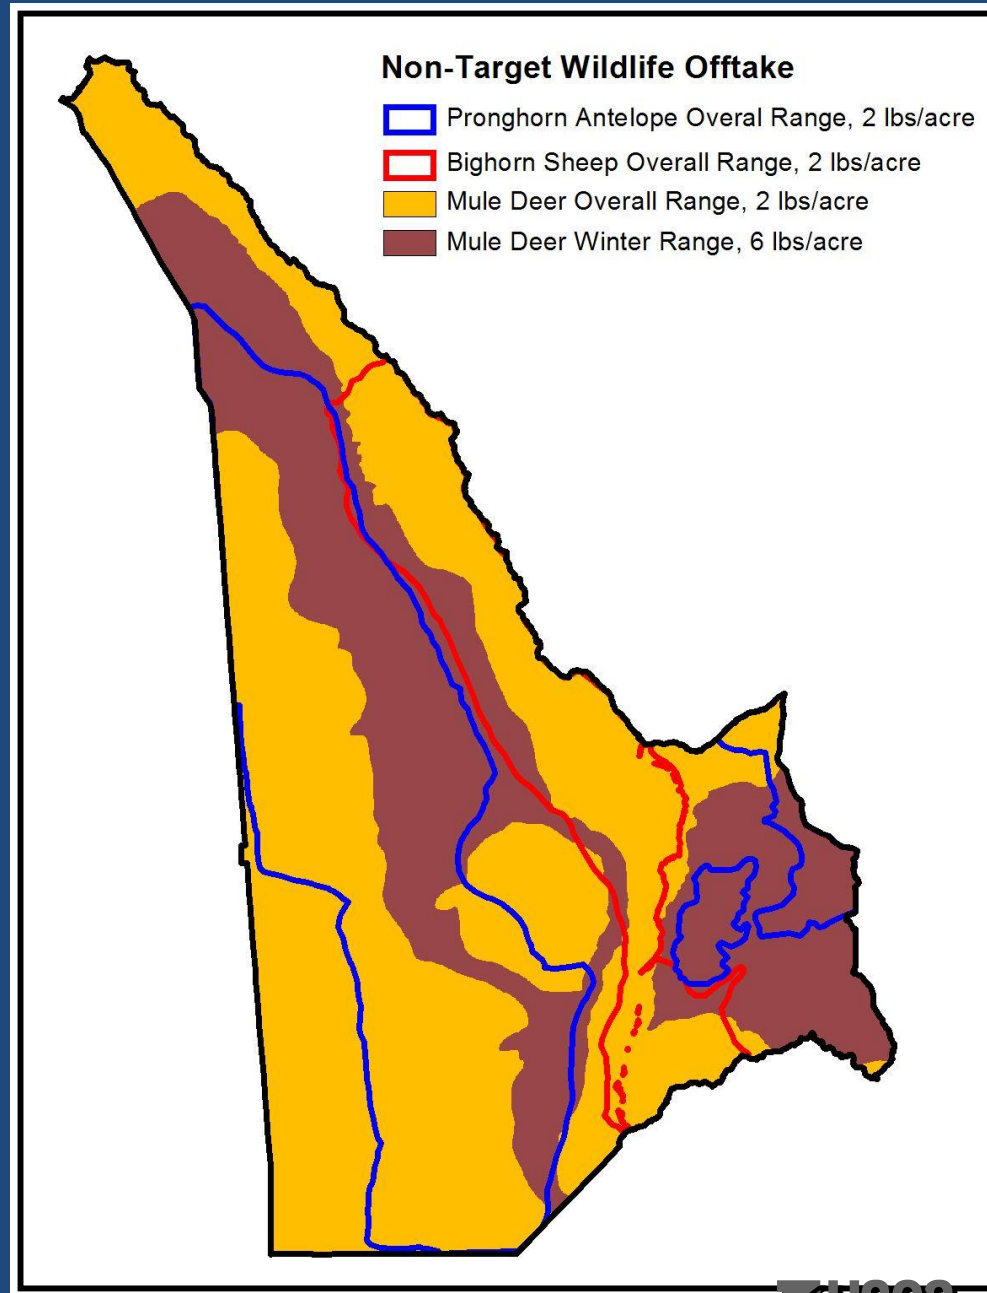 Non-Target Wildlife Offtake
Pronghorn Antelope Overal Range, 2 lbs/acre
Bighorn Sheep Overall Range, 2 lbs/acre
Mule Deer Overall Range, 2 lbs/acre
Mule Deer Winter Range, 6 lbs/acre